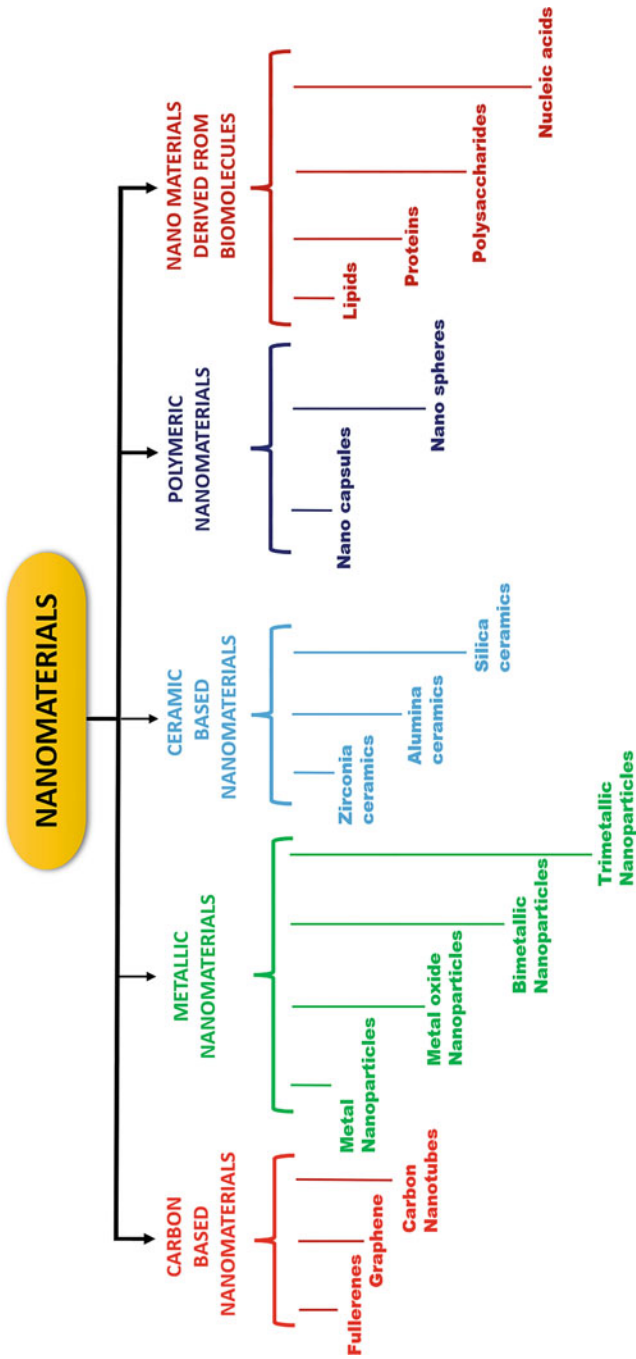 NANOMATERIALS
CARBON
BASED
NANOMATERIALS
Fullerenes
Graphene
Carbon
Nanotubes
METALLIC
NANOMATERIALS
Metal
Nanoparticles
Metal oxide
Nanoparticles
Bimetallic
Nanoparticles
Trimetallic
Nanoparticles
CERAMIC
BASED
NANOMATERIALS
Zirconia
ceramics
Alumina
ceramics
Silica
ceramics
POLYMERIC
NANOMATERIALS
Nano capsules
Nano spheres
NANO MATERIALS
DERIVED FROM
BIOMOLECULES
Lipids
Proteins
Polysaccharides
Nucleic acids